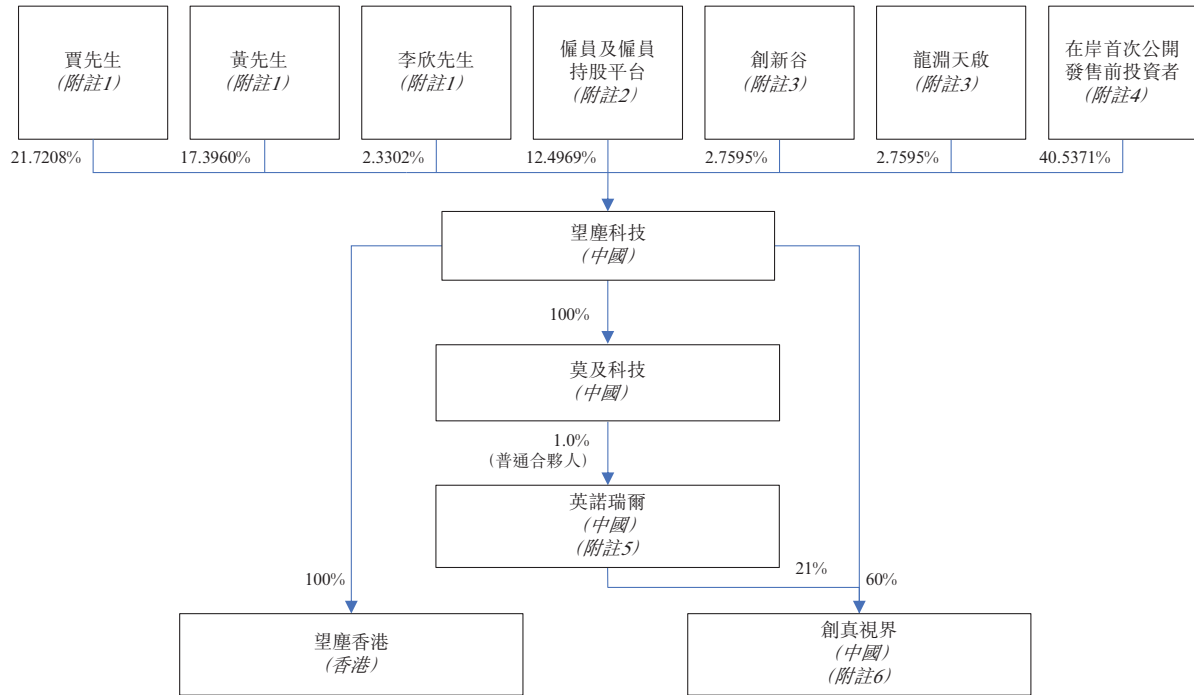 賈先生
(附註1)
黃先生
(附註1)
李欣先生
(附註1)
僱員及僱員
持股平台
(附註2)
創新谷
(附註3)
龍淵天啟
(附註3)
在岸首次公開
發售前投資者
(附註4)
21.7208%
17.3960%
2.3302%
12.4969%
2.7595%
2.7595%
40.5371%
望塵科技
(中國)
100%
莫及科技
(中國)
1.0%
(普通合夥人)
英諾瑞爾
(中國)
(附註5)
21%
100%
60%
望塵香港
(香港)
創真視界
(中國)
(附註6)